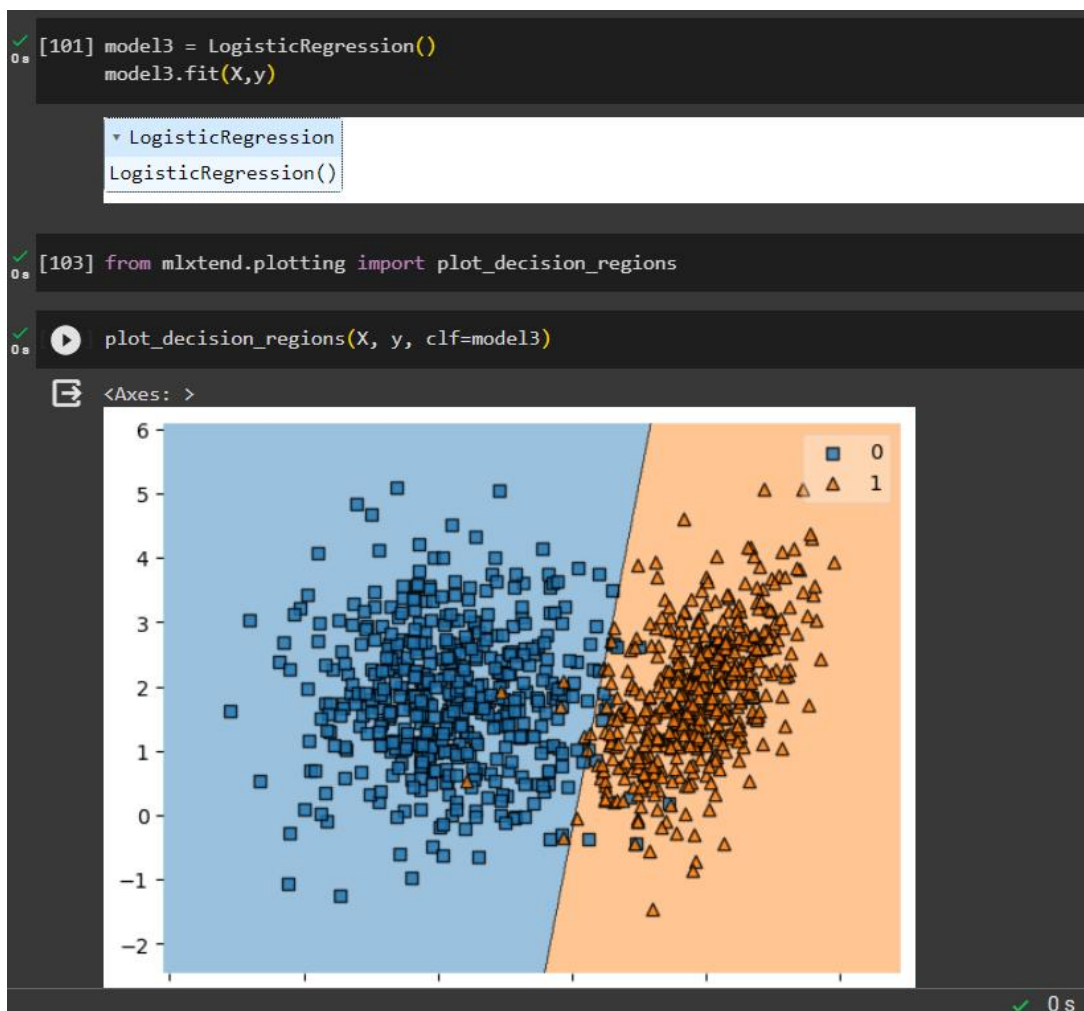 [101] model3 = LogisticRegression()
model3.fit(X,y)
0s
▾ LogisticRegression
LogisticRegression()
[103] from mlxtend.plotting import plot_decision_regions
0s
plot_decision_regions(X, y, clf=model3)
0s
<Axes: >
6
0
1
5
4
3
2
1
0
−1
−2
0s